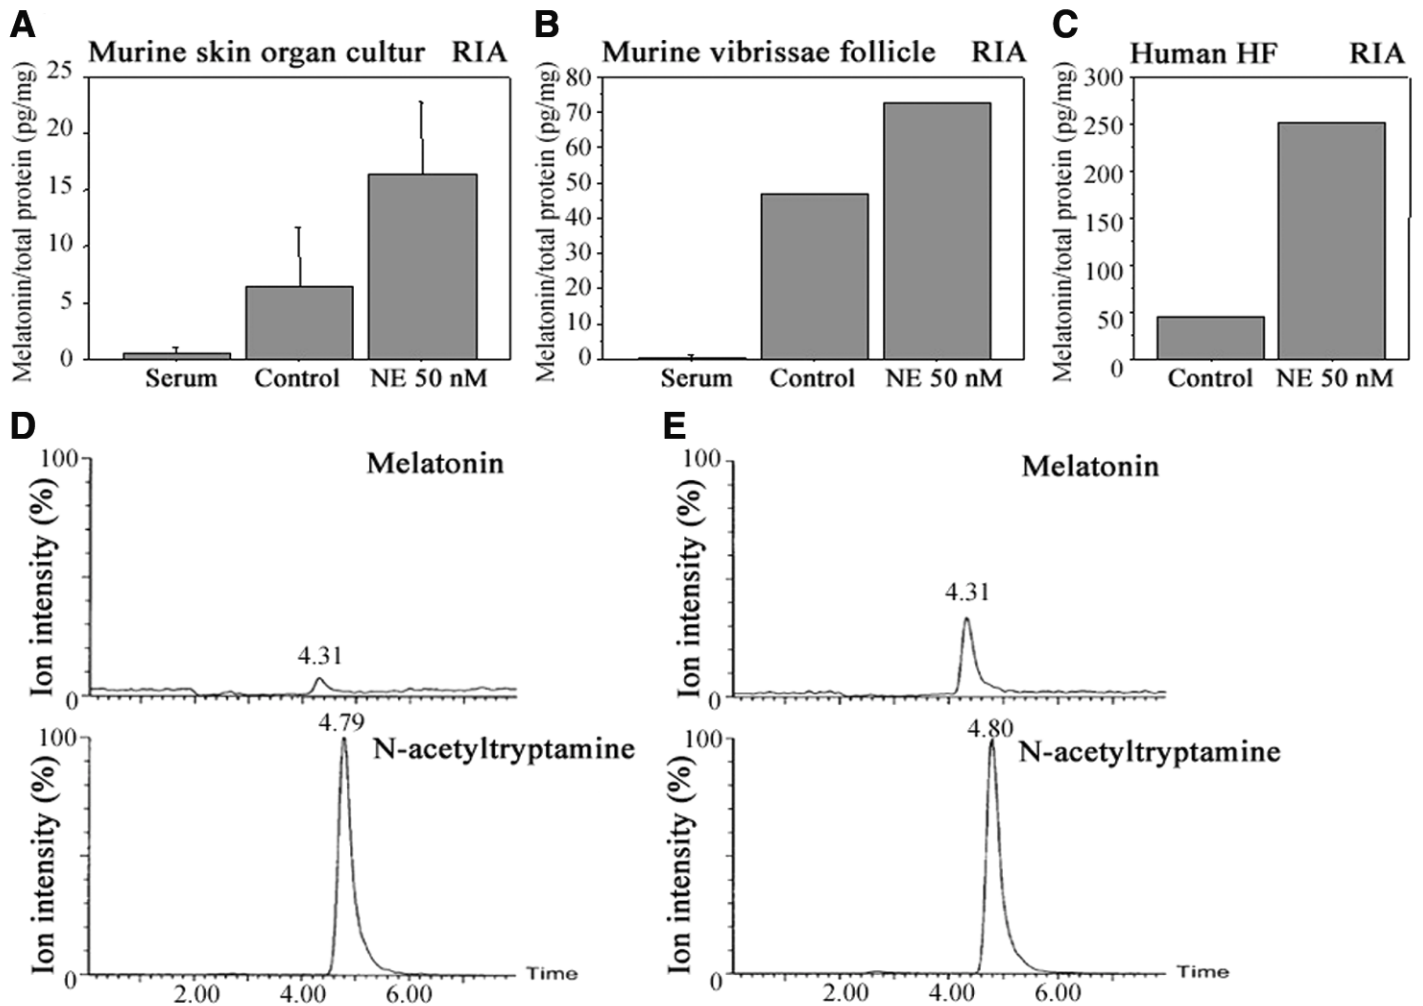 A
Murine skin organ cultur RIA
Melatonin/total protein (pg/mg)
25
20
15
10
5
0
Serum Control NE 50 nM
B
Murine vibrissae follicle RIA
Melatonin/total protein (pg/mg)
80
70
60
50
40
30
20
10
0
Serum Control NE 50 nM
C
Human HF RIA
Melatonin/total protein (pg/mg)
300
250
200
150
100
50
0
Control NE 50 nM
D
Melatonin
Ion intensity (%)
100
0
4.31
N-acetyltryptamine
Ion intensity (%)
100
0
4.79
2.00 4.00 6.00
Time
E
Melatonin
Ion intensity (%)
100
0
4.31
N-acetyltryptamine
Ion intensity (%)
100
0
4.80
2.00 4.00 6.00
Time